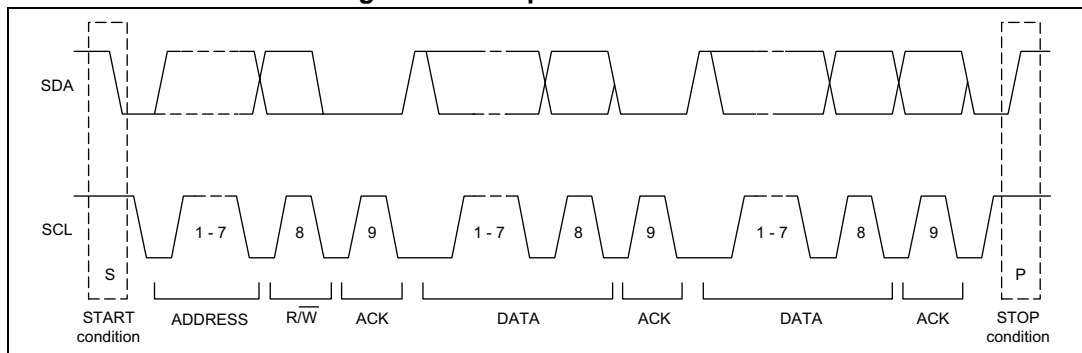 SDA
SCL
1 - 7 8 9 1 - 7 8 9 1 - 7 8 9
S P
START condition ADDRESS R/W ACK DATA ACK DATA ACK STOP condition